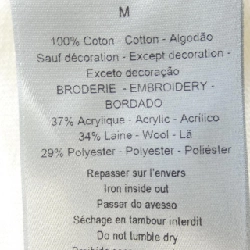 M
100% Coton - Cotton - Algodão
Sauf décoration - Except decoration -
Exceto decoração
BRODERIE - EMBROIDERY -
BORDADO
37% Acrylique - Acrylic - Acrílico
34% Laine - Wool - Lã
29% Polyester - Polyester - Poliéster
Repasser sur l'envers
Iron inside out
Passar do avesso
Séchage en tambour interdit
Do not tumble dry